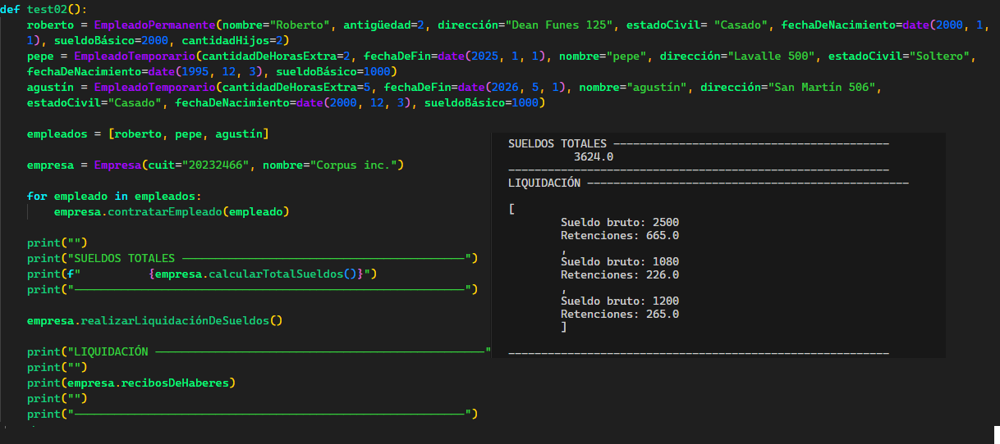 def test02():
roberto = EmpleadoPermanente(nombre="Roberto", antigüedad=2, dirección="Dean Funes 125", estadoCivil= "Casado", fechaDeNacimiento=date(2000, 1,
1), sueldoBásico=2000, cantidadHijos=2)
pepe = EmpleadoTemporario(cantidadDeHorasExtra=2, fechaDeFin=date(2025, 1, 1), nombre="pepe", dirección="Lavalle 500", estadoCivil="Soltero",
fechaDeNacimiento=date(1995, 12, 3), sueldoBásico=1000)
agustín = EmpleadoTemporario(cantidadDeHorasExtra=5, fechaDeFin=date(2026, 5, 1), nombre="agustín", dirección="San Martín 506",
estadoCivil="Casado", fechaDeNacimiento=date(2000, 12, 3), sueldoBásico=1000)
empleados = [roberto, pepe, agustín]
empresa = Empresa(cuit="20232466", nombre="Corpus inc.")
for empleado in empleados:
empresa.contratarEmpleado(empleado)
print("")
print("SUELDOS TOTALES ------------------------------------------")
print(f"          {empresa.calcularTotalSueldos()}")
print("----------------------------------------------------------")
empresa.realizarLiquidaciónDeSueldos()
print("LIQUIDACIÓN -------------------------------------------------"
print("")
print(empresa.recibosDeHaberes)
print("")
print("----------------------------------------------------------")
SUELDOS TOTALES ------------------------------------------
3624.0
----------------------------------------------------------
LIQUIDACIÓN -------------------------------------------------
[
Sueldo bruto: 2500
Retenciones: 665.0
,
Sueldo bruto: 1080
Retenciones: 226.0
,
Sueldo bruto: 1200
Retenciones: 265.0
]
----------------------------------------------------------